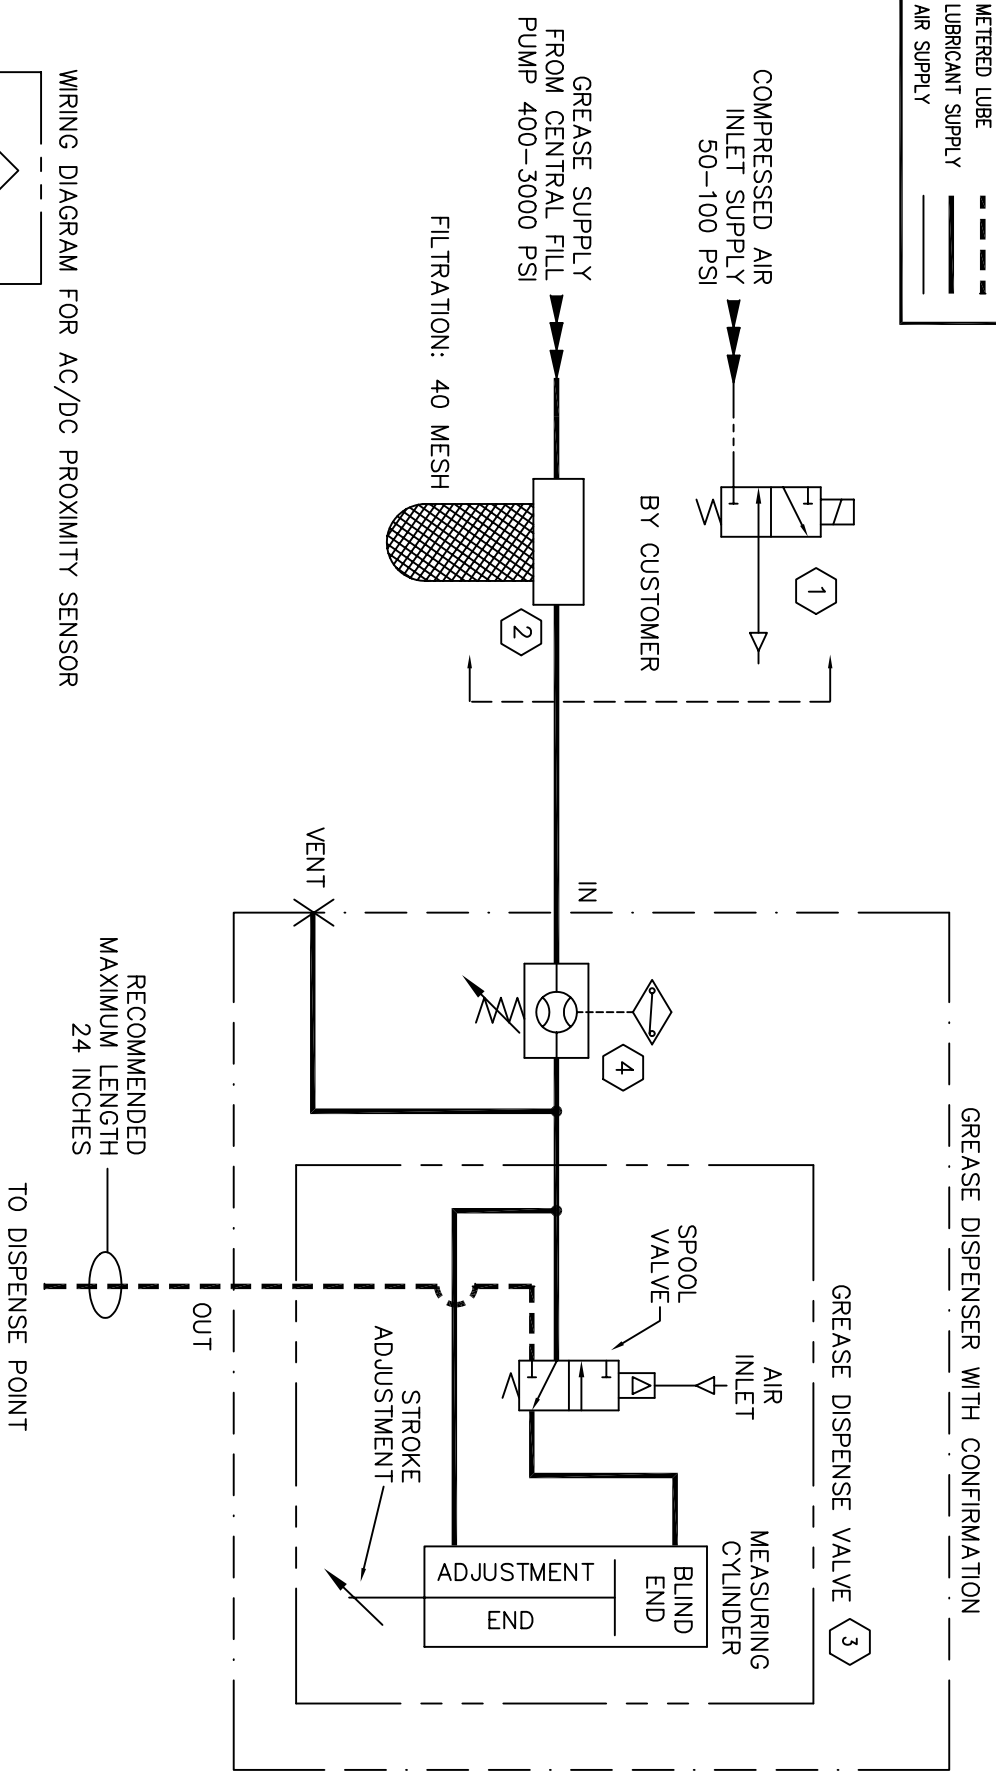 METERED LUBE
LUBRICANT SUPPLY
AIR SUPPLY
COMPRESSED AIR
INLET SUPPLY
50-100 PSI
GREASE SUPPLY
FROM CENTRAL FILL
PUMP 400-3000 PSI
FILTRATION: 40 MESH
BY CUSTOMER
1
2
WIRING DIAGRAM FOR AC/DC PROXIMITY SENSOR
GREASE DISPENSER WITH CONFIRMATION
IN
VENT
4
GREASE DISPENSE VALVE
3
AIR
INLET
SPOOL
VALVE
MEASURING
CYLINDER
BLIND
END
ADJUSTMENT
END
STROKE
ADJUSTMENT
OUT
RECOMMENDED
MAXIMUM LENGTH
24 INCHES
TO DISPENSE POINT